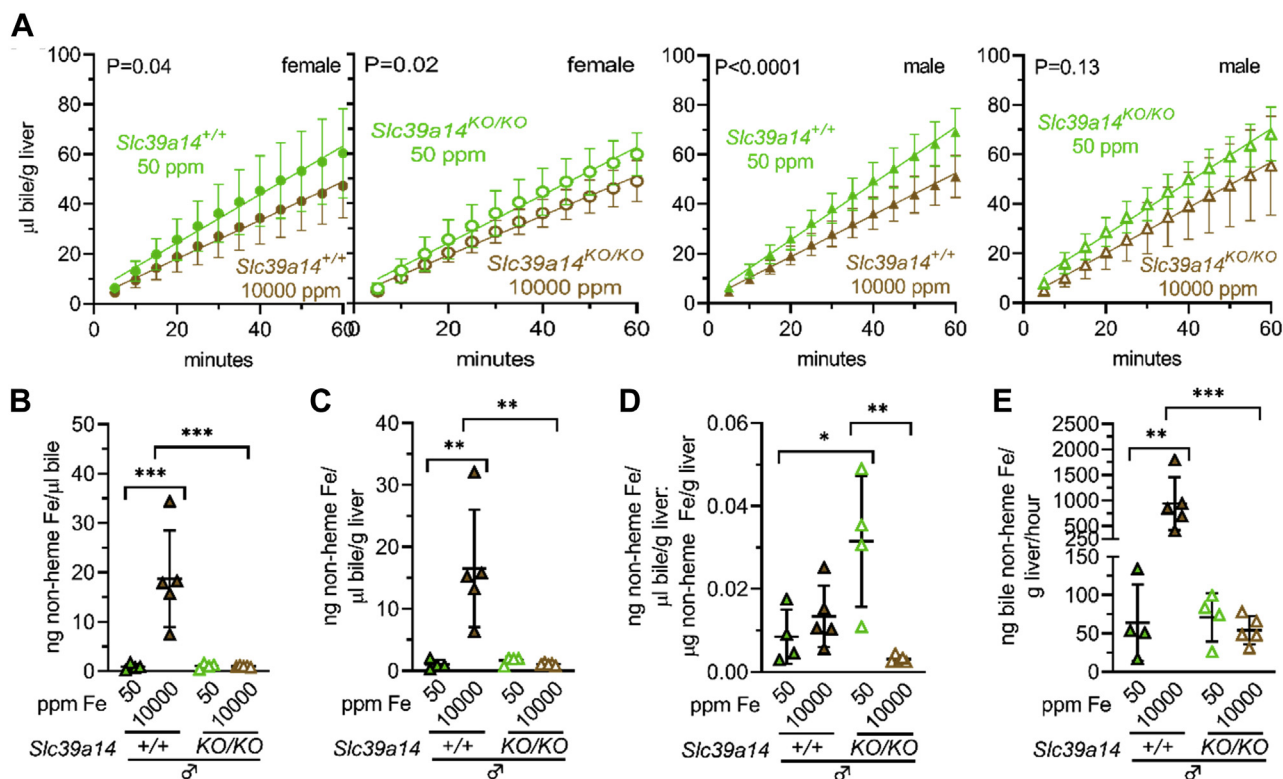 A
P=0.04 female
P=0.02 female
P<0.0001 male
P=0.13 male
100
80
60
40
20
0
µl bile/g liver
Slc39a14+/+
50 ppm
Slc39a14+/+
10000 ppm
0 20 40 60
minutes
Slc39a14KO/KO
50 ppm
Slc39a14KO/KO
10000 ppm
20 40 60
minutes
100
80
60
40
20
0
Slc39a14+/+
50 ppm
Slc39a14+/+
10000 ppm
0 20 40 60
minutes
100
80
60
40
20
0
Slc39a14KO/KO
50 ppm
Slc39a14KO/KO
10000 ppm
0 20 40 60
minutes
B
ng non-heme Fe/µl bile
50
45
40
35
30
25
20
15
10
5
0
***
***
ppm Fe 50 10000 50 10000
Slc39a14 +/+ KO/KO
♂
C
ng non-heme Fe/
µl bile/g liver
40
30
20
10
0
**
**
ppm Fe 50 10000 50 10000
Slc39a14 +/+ KO/KO
♂
D
ng non-heme Fe/
µl bile/g liver:
µg non-heme Fe/g liver
0.06
0.04
0.02
0.00
*
**
ppm Fe 50 10000 50 10000
Slc39a14 +/+ KO/KO
♂
E
ng bile non-heme Fe/
g liver/hour
2500
2250
2000
1750
1500
1250
1000
750
500
250
150
100
50
0
**
***
ppm Fe 50 10000 50 10000
Slc39a14 +/+ KO/KO
♂